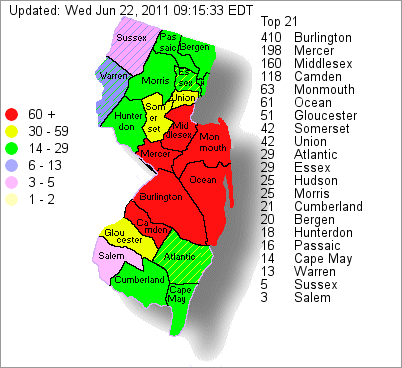 Updated: Wed Jun 22, 2011 09:15:33 EDT
Top 21
410 Burlington
198 Mercer
160 Middlesex
118 Camden
63 Monmouth
61 Ocean
51 Gloucester
42 Somerset
42 Union
29 Atlantic
29 Essex
25 Hudson
25 Morris
21 Cumberland
20 Bergen
18 Hunterdon
16 Passaic
14 Cape May
13 Warren
5 Sussex
3 Salem
60 +
30 - 59
14 - 29
6 - 13
3 - 5
1 - 2
Sussex
Pas
saic
Bergen
Warren
Morris
Es
sex
Union
Hunter
don
Som
er
set
Mid
dlesex
Mon
mouth
Mercer
Ocean
Burlington
Ca
mden
Glou
cester
Salem
Atlantic
Cumberland
Cape
May